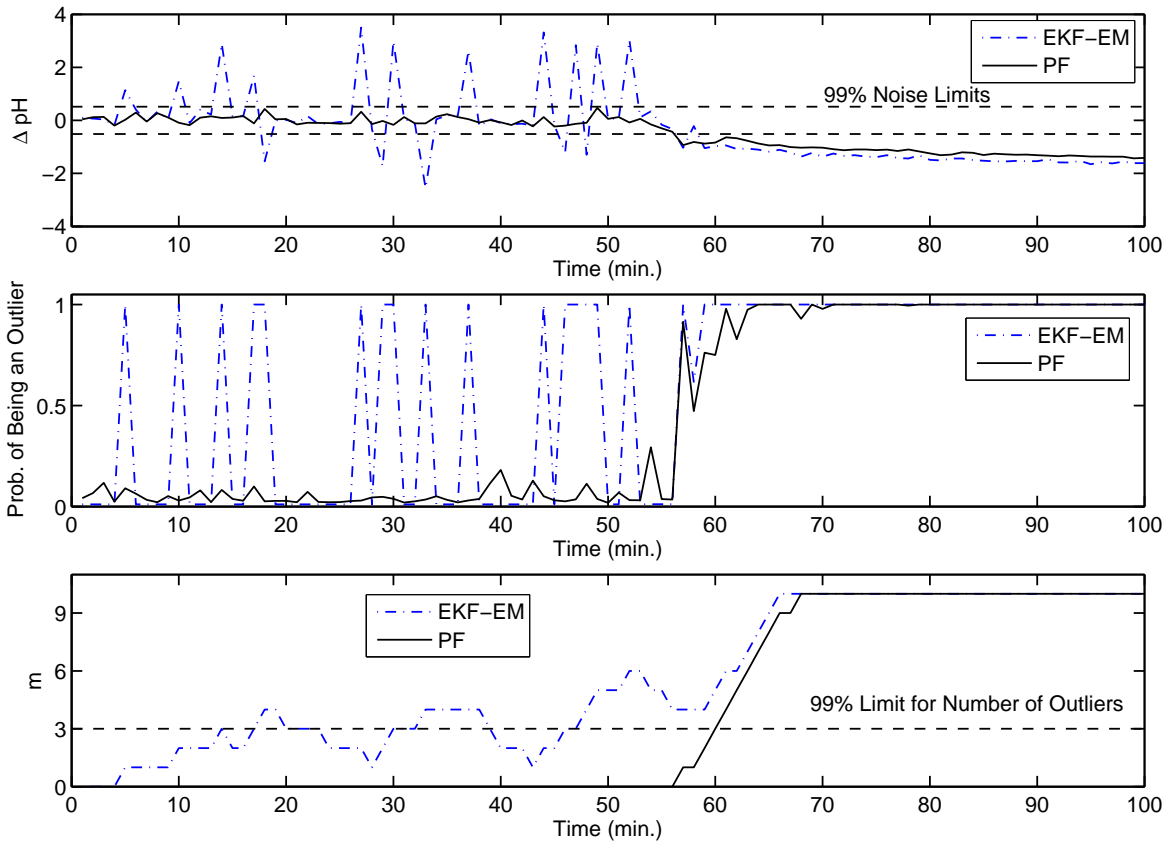 4
2
0
−2
−4
Δ pH
EKF−EM
PF
99% Noise Limits
0 10 20 30 40 50 60 70 80 90 100
Time (min.)
1
0.5
0
Prob. of Being an Outlier
EKF−EM
PF
0 10 20 30 40 50 60 70 80 90 100
Time (min.)
9
6
3
0
m
EKF−EM
PF
99% Limit for Number of Outliers
0 10 20 30 40 50 60 70 80 90 100
Time (min.)